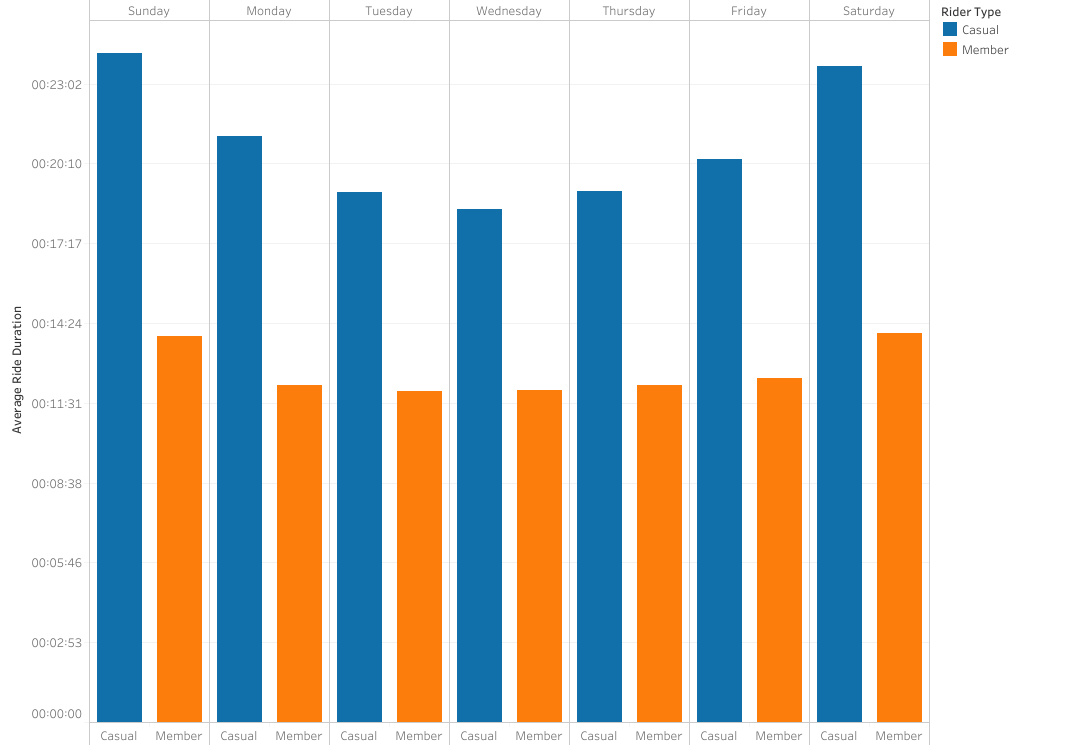 Sunday Monday Tuesday Wednesday Thursday Friday Saturday
Rider Type
Casual
Member
Average Ride Duration
00:23:02
00:20:10
00:17:17
00:14:24
00:11:31
00:08:38
00:05:46
00:02:53
00:00:00
Casual Member Casual Member Casual Member Casual Member Casual Member Casual Member Casual Member